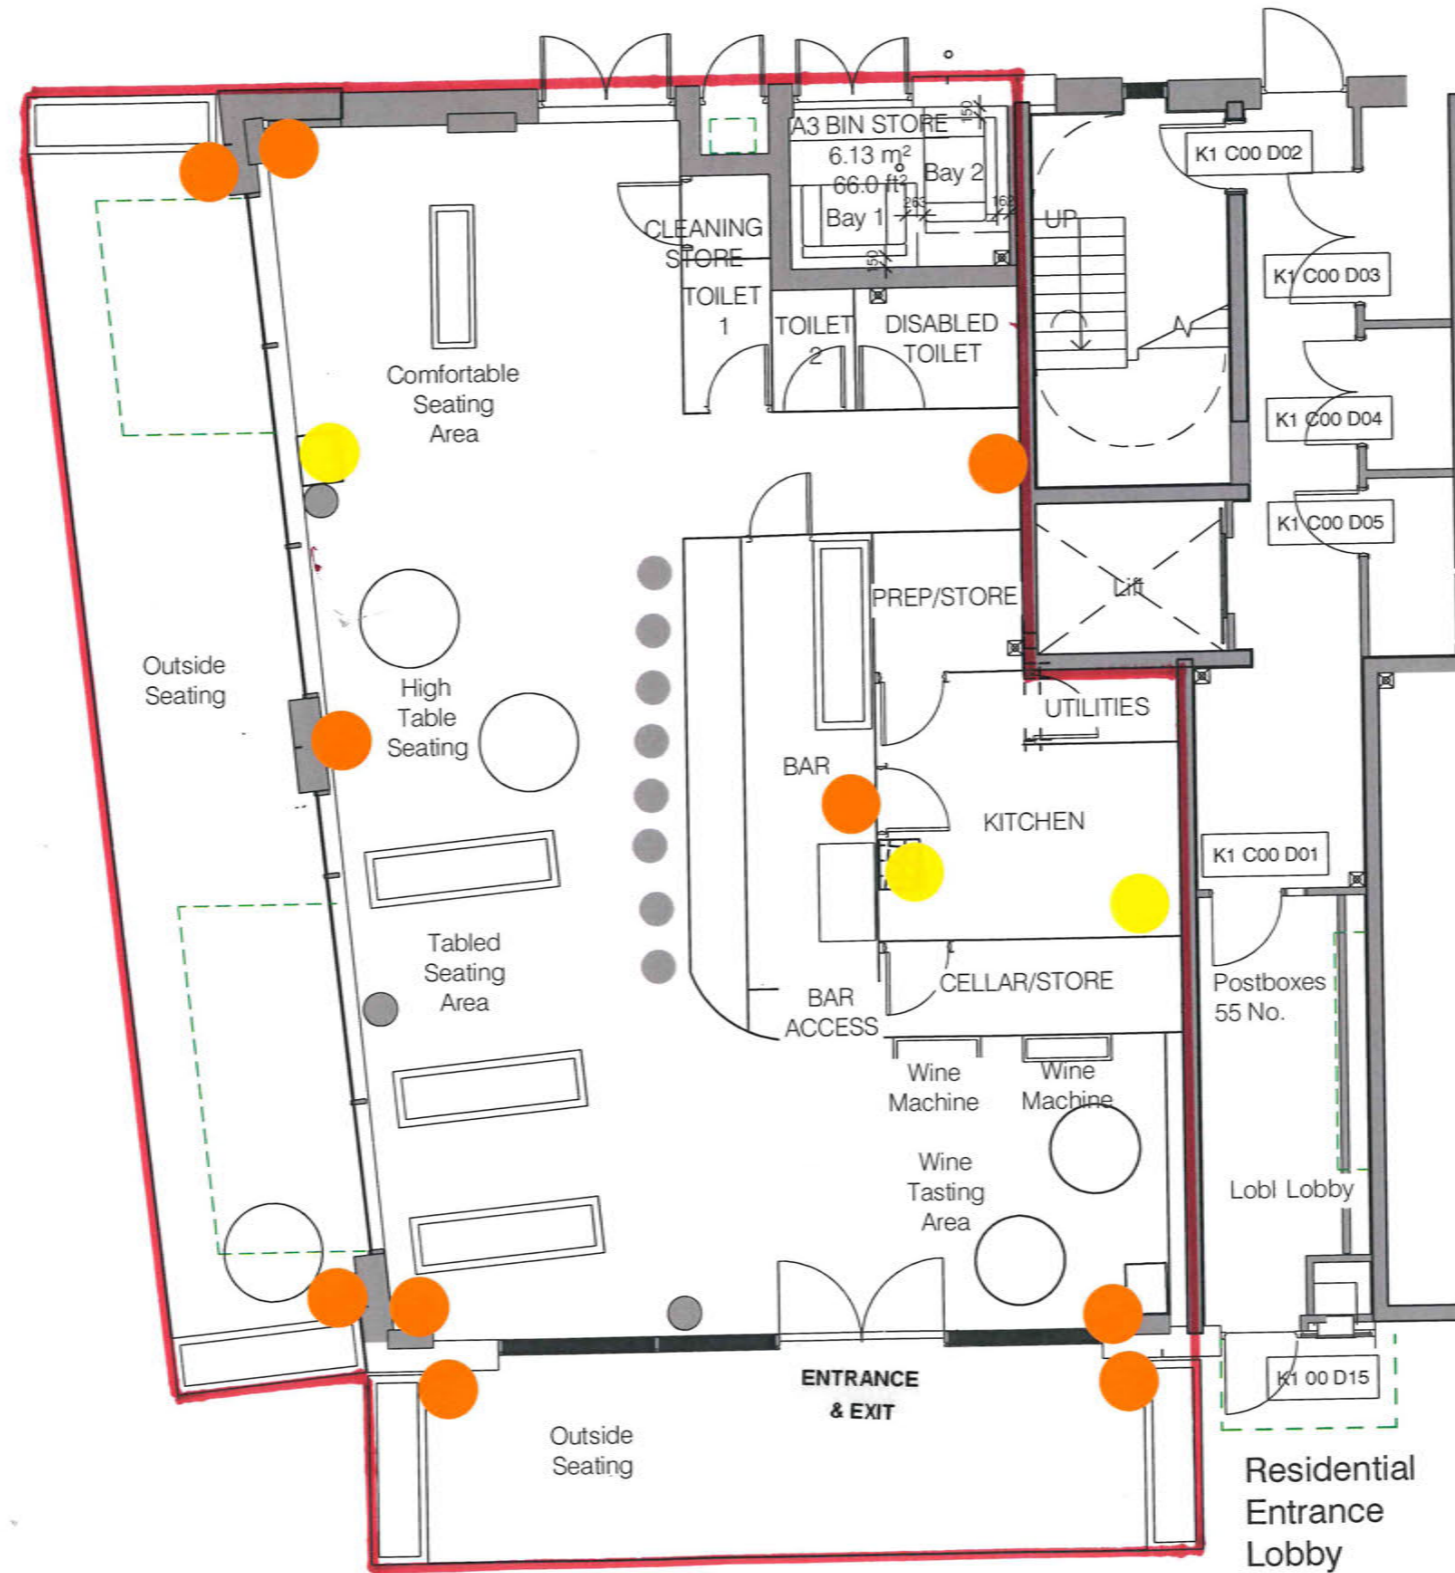 A3 BIN STORE
6.13 m²
66.0 ft²
Bay 2
Bay 1
150
263
162
150
K1 C00 D02
CLEANING
STORE
UP
TOILET
1
TOILET
2
DISABLED
TOILET
K1 C00 D03
Comfortable
Seating
Area
K1 C00 D04
K1 C00 D05
PREP/STORE
Lift
Outside
Seating
High
Table
Seating
UTILITIES
BAR
KITCHEN
K1 C00 D01
Tabled
Seating
Area
BAR
ACCESS
CELLAR/STORE
Postboxes
55 No.
Wine
Machine
Wine
Machine
Wine
Tasting
Area
Lobl Lobby
ENTRANCE
& EXIT
K1 00 D15
Outside
Seating
Residential
Entrance
Lobby